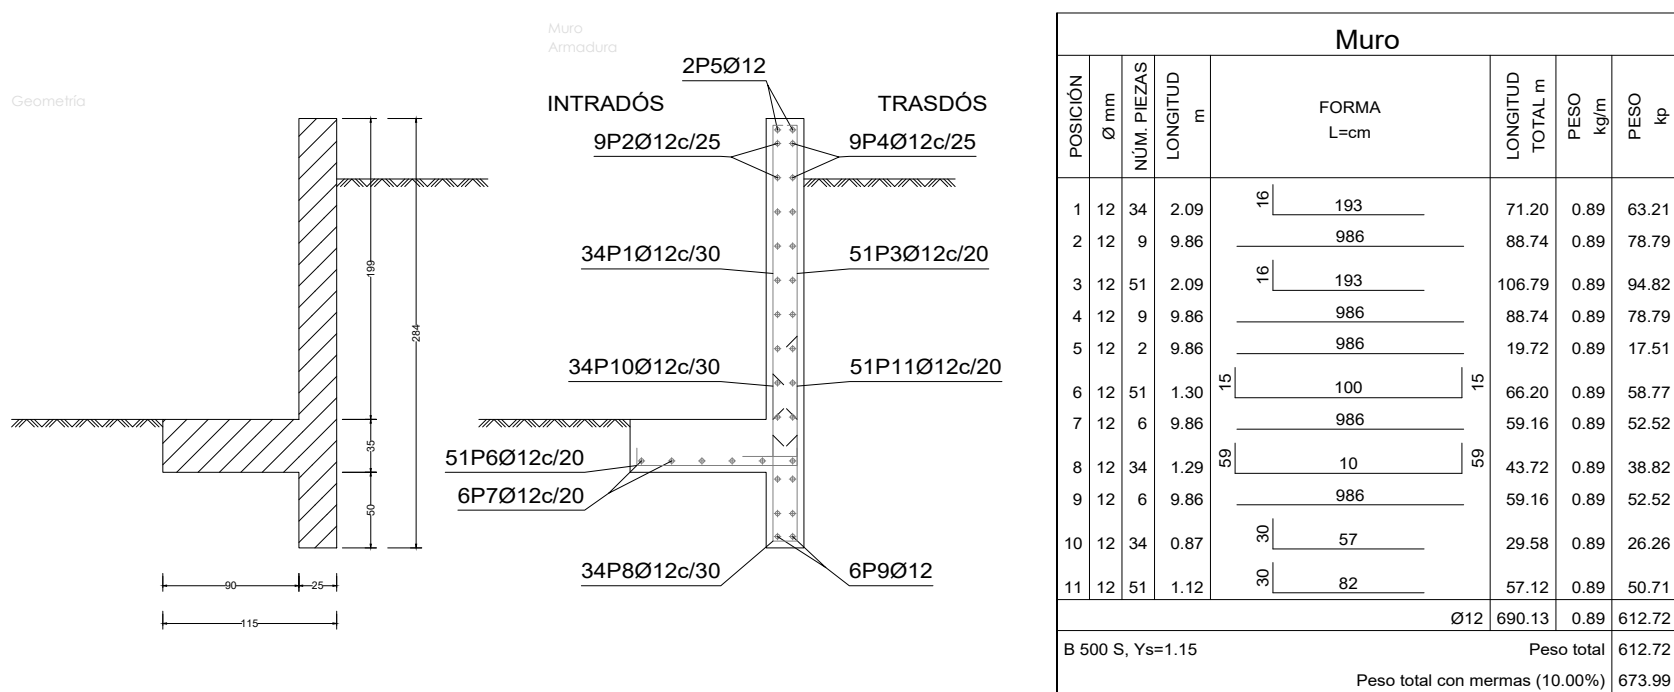 Geometría
199
284
35
50
90
25
115
Muro
Armadura
2P5Ø12
INTRADÓS
TRASDÓS
9P2Ø12c/25
9P4Ø12c/25
34P1Ø12c/30
51P3Ø12c/20
34P10Ø12c/30
51P11Ø12c/20
51P6Ø12c/20
6P7Ø12c/20
34P8Ø12c/30
6P9Ø12
Muro
POSICIÓN Ø mm NÚM. PIEZAS LONGITUD m FORMA L=cm LONGITUD TOTAL m PESO kg/m PESO kp
1 12 34 2.09 16 193 71.20 0.89 63.21
2 12 9 9.86 986 88.74 0.89 78.79
3 12 51 2.09 16 193 106.79 0.89 94.82
4 12 9 9.86 986 88.74 0.89 78.79
5 12 2 9.86 986 19.72 0.89 17.51
6 12 51 1.30 15 100 15 66.20 0.89 58.77
7 12 6 9.86 986 59.16 0.89 52.52
8 12 34 1.29 59 10 59 43.72 0.89 38.82
9 12 6 9.86 986 59.16 0.89 52.52
10 12 34 0.87 30 57 29.58 0.89 26.26
11 12 51 1.12 30 82 57.12 0.89 50.71
Ø12 690.13 0.89 612.72
B 500 S, Ys=1.15 Peso total 612.72
Peso total con mermas (10.00%) 673.99